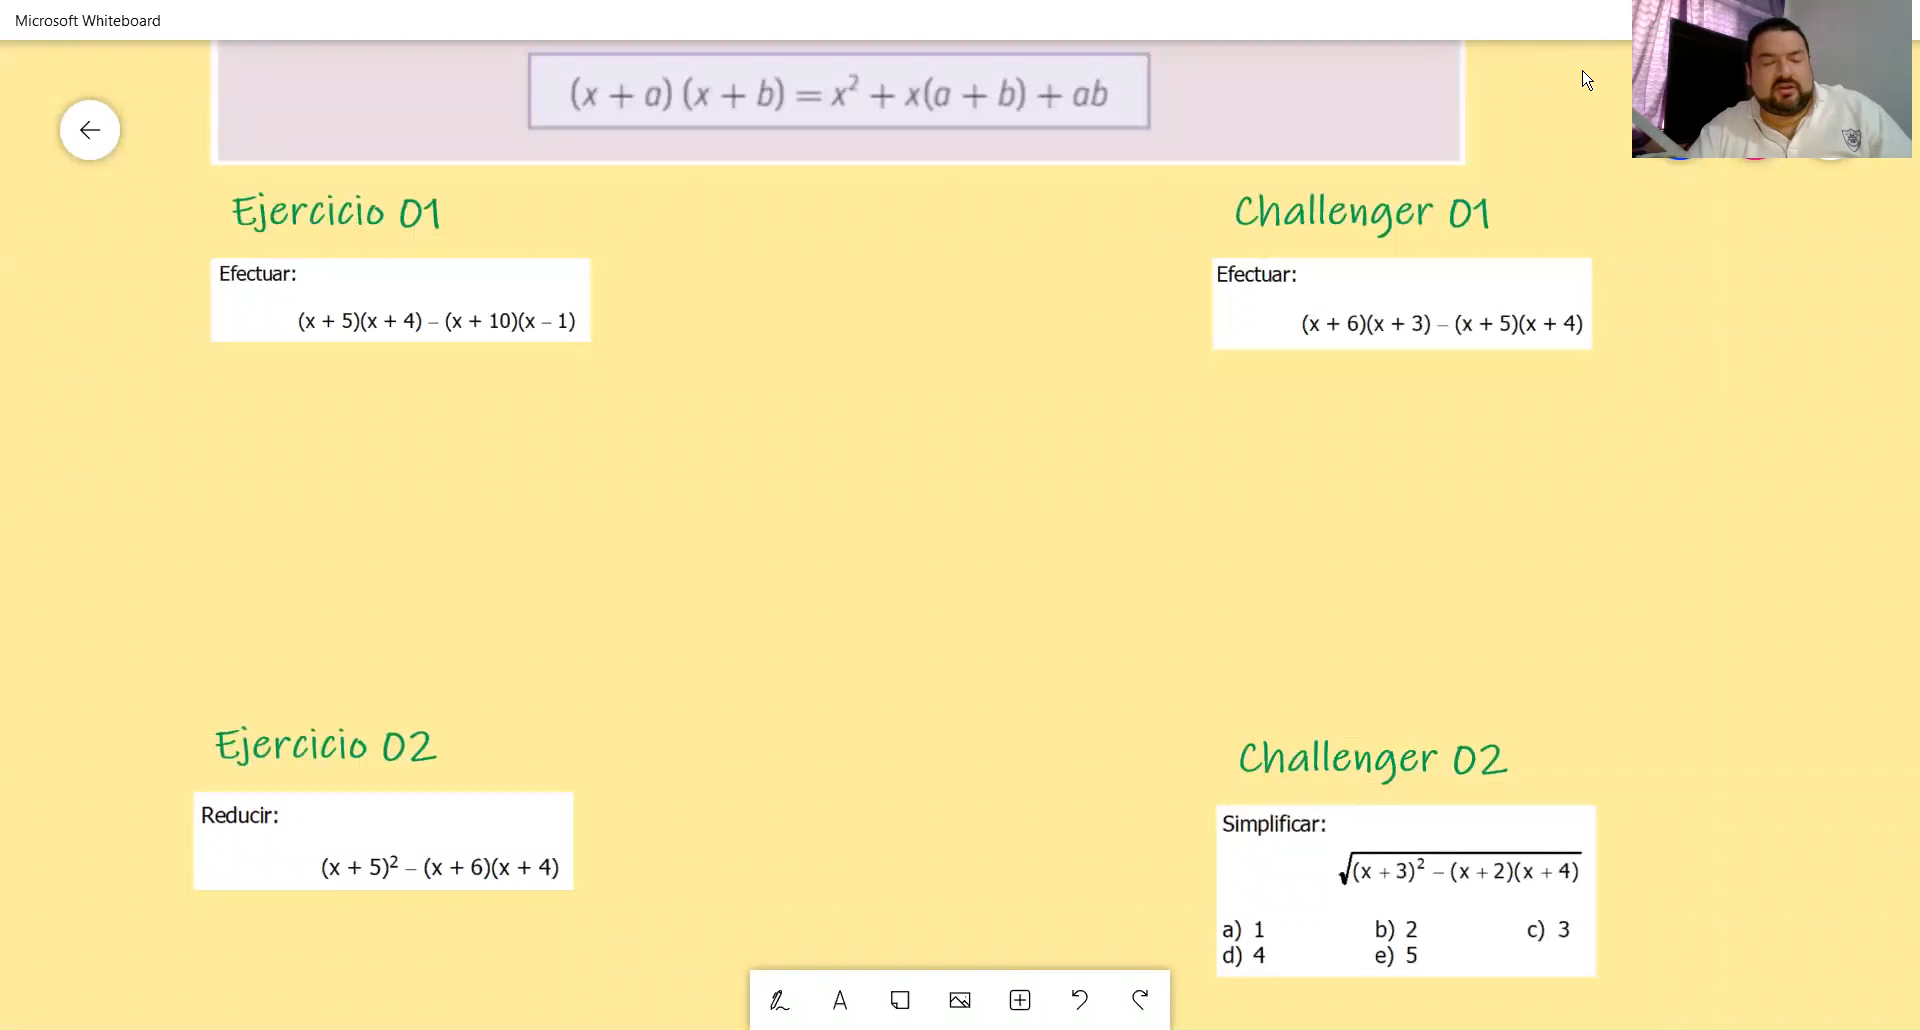 Microsoft Whiteboard
(x + a) (x + b) = x² + x(a + b) + ab
Ejercicio 01
Efectuar:
(x + 5)(x + 4) – (x + 10)(x – 1)
Challenger 01
Efectuar:
(x + 6)(x + 3) – (x + 5)(x + 4)
Ejercicio 02
Reducir:
(x + 5)² – (x + 6)(x + 4)
Challenger 02
Simplificar:
√(x + 3)² – (x + 2)(x + 4)
a) 1 b) 2 c) 3
d) 4 e) 5
A